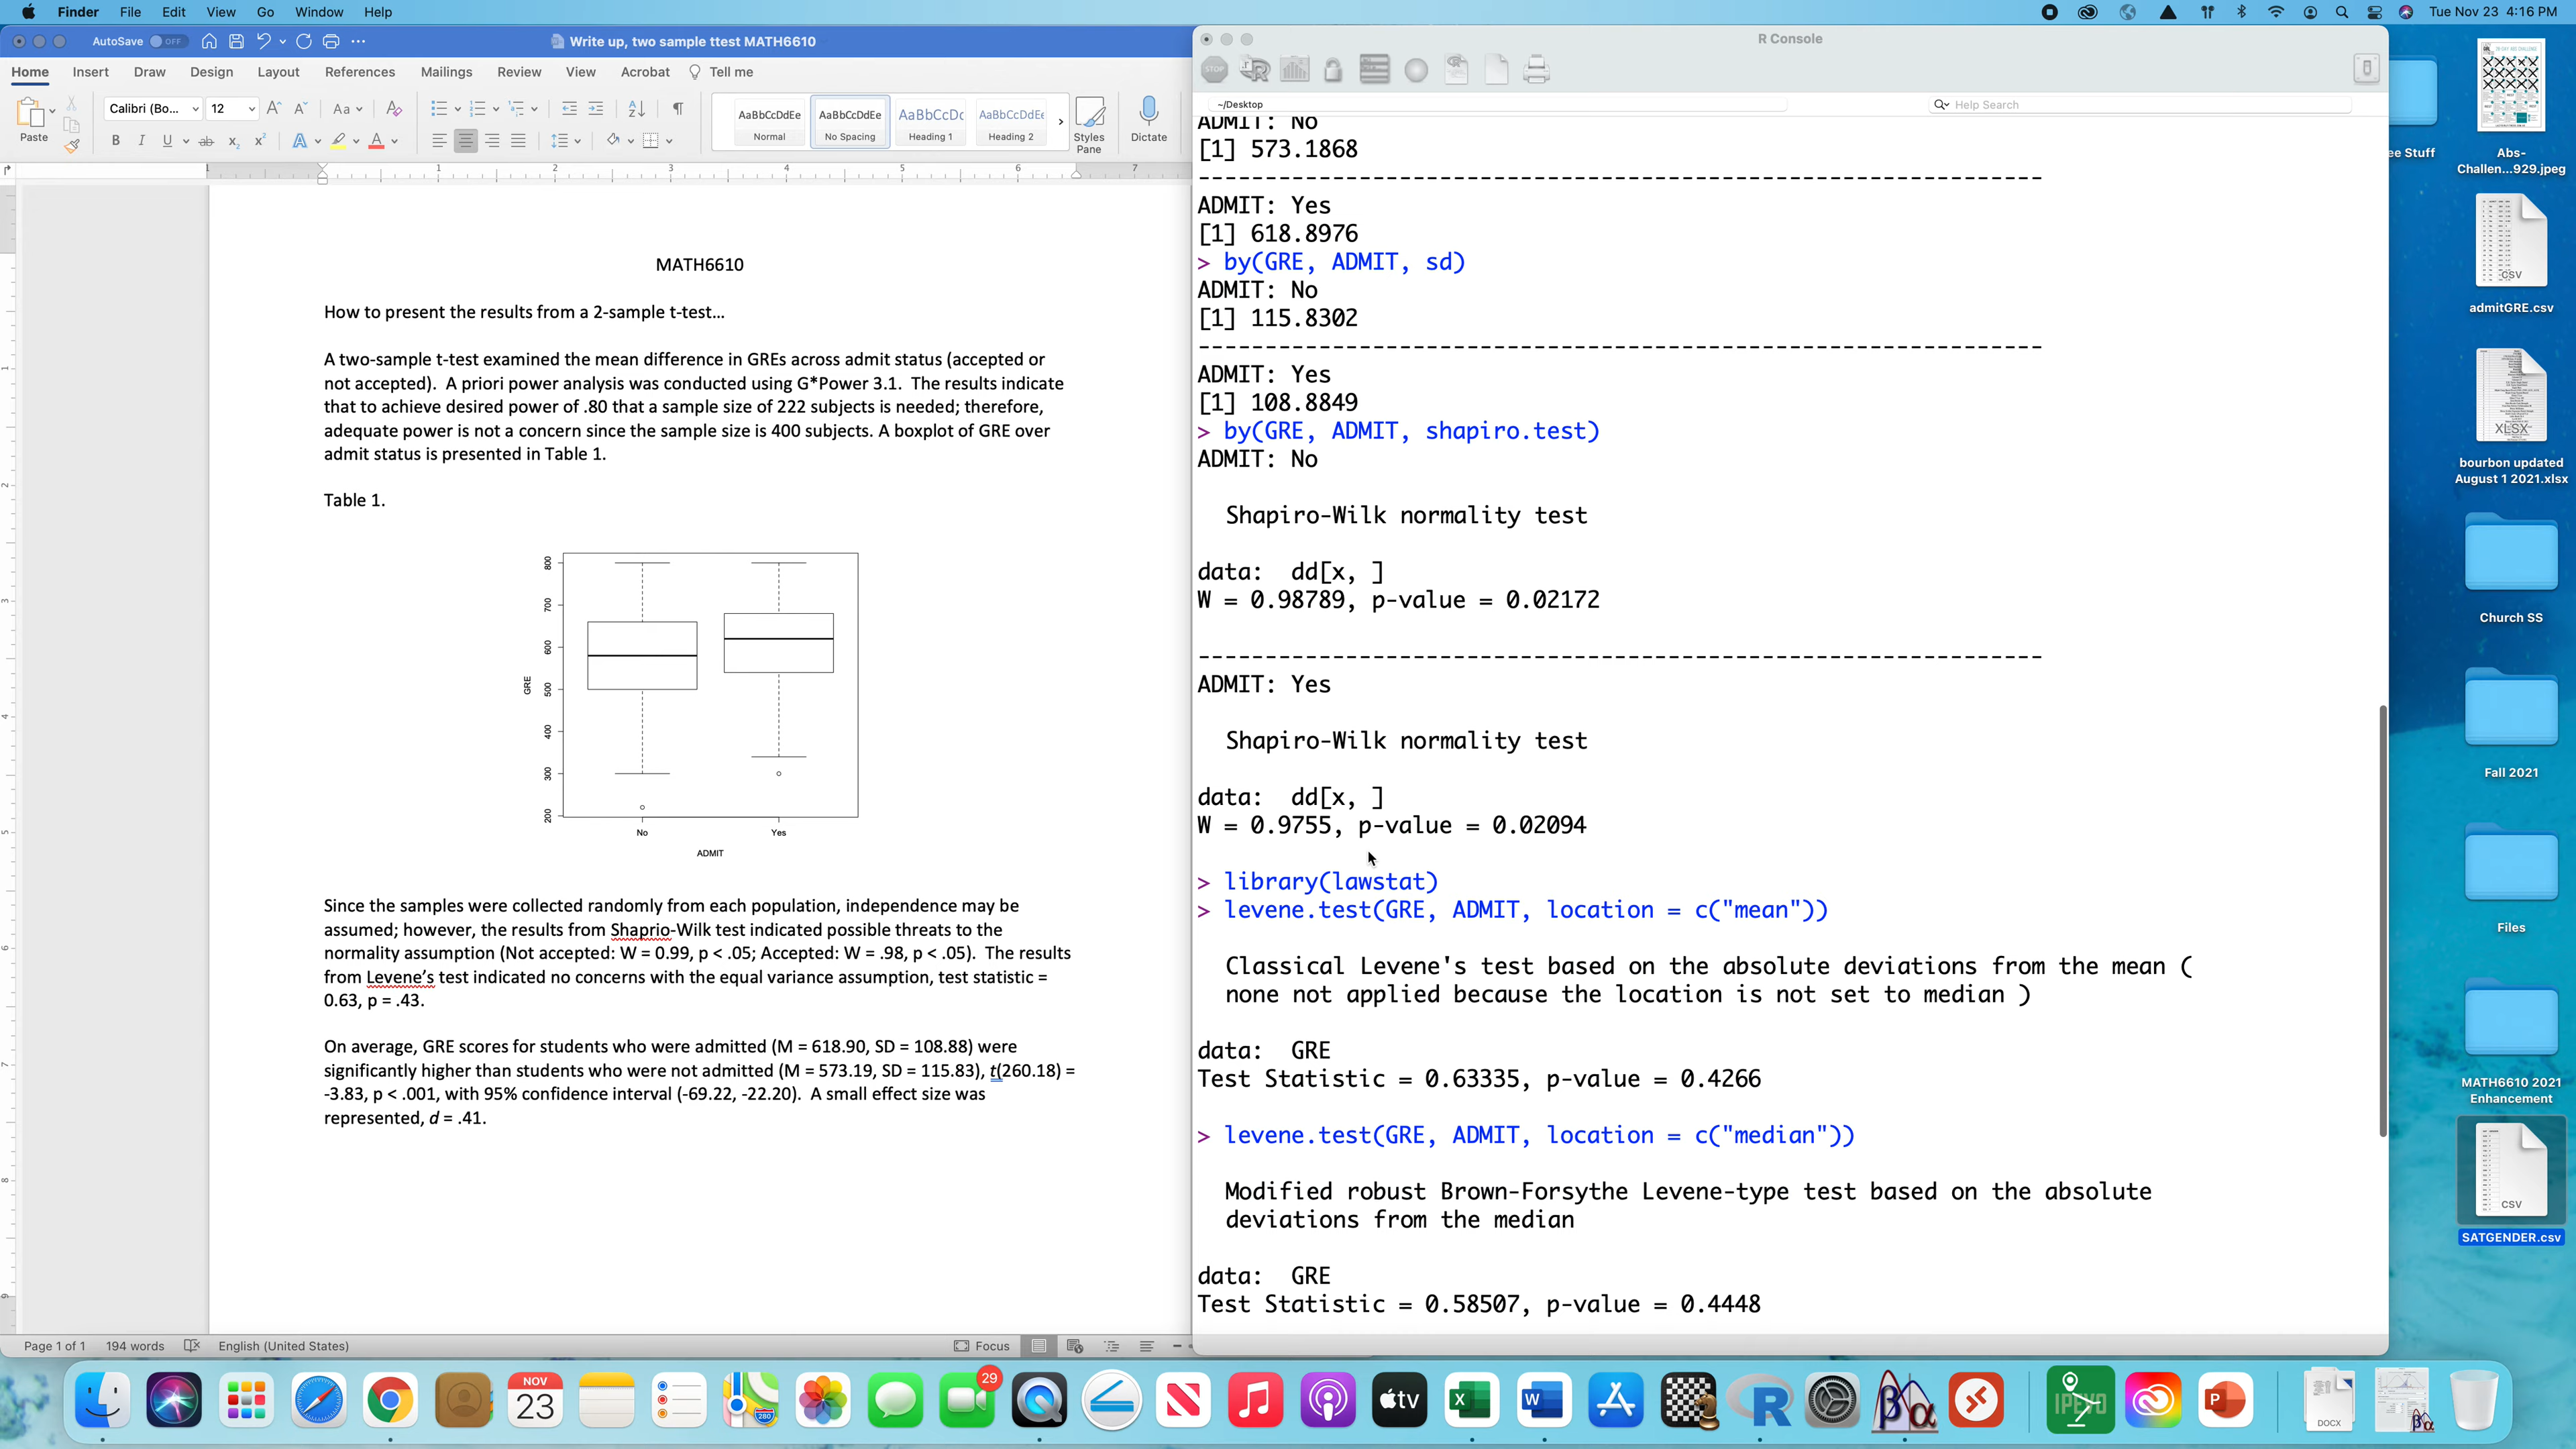 Finder File Edit View Go Window Help
Tue Nov 23 4:16 PM
AutoSave OFF
Write up, two sample ttest MATH6610
Home Insert Draw Design Layout References Mailings Review View Acrobat Tell me
Paste
Calibri (Bo... 12
AaBbCcDdEe AaBbCcDdEe AaBbCcDc AaBbCcDdEe
Normal No Spacing Heading 1 Heading 2
Styles Pane
Dictate
MATH6610
How to present the results from a 2-sample t-test...
A two-sample t-test examined the mean difference in GREs across admit status (accepted or
not accepted). A priori power analysis was conducted using G*Power 3.1. The results indicate
that to achieve desired power of .80 that a sample size of 222 subjects is needed; therefore,
adequate power is not a concern since the sample size is 400 subjects. A boxplot of GRE over
admit status is presented in Table 1.
Table 1.
800
700
600
500
400
300
200
GRE
No Yes
ADMIT
Since the samples were collected randomly from each population, independence may be
assumed; however, the results from Shaprio-Wilk test indicated possible threats to the
normality assumption (Not accepted: W = 0.99, p < .05; Accepted: W = .98, p < .05). The results
from Levene's test indicated no concerns with the equal variance assumption, test statistic =
0.63, p = .43.
On average, GRE scores for students who were admitted (M = 618.90, SD = 108.88) were
significantly higher than students who were not admitted (M = 573.19, SD = 115.83), t(260.18) =
-3.83, p < .001, with 95% confidence interval (-69.22, -22.20). A small effect size was
represented, d = .41.
Page 1 of 1 194 words English (United States) Focus
R Console
STOP
~/Desktop
Help Search
ADMIT: No
[1] 573.1868
--------------------------------------------------------------
ADMIT: Yes
[1] 618.8976
> by(GRE, ADMIT, sd)
ADMIT: No
[1] 115.8302
--------------------------------------------------------------
ADMIT: Yes
[1] 108.8849
> by(GRE, ADMIT, shapiro.test)
ADMIT: No
Shapiro-Wilk normality test
data: dd[x, ]
W = 0.98789, p-value = 0.02172
--------------------------------------------------------------
ADMIT: Yes
Shapiro-Wilk normality test
data: dd[x, ]
W = 0.9755, p-value = 0.02094
> library(lawstat)
> levene.test(GRE, ADMIT, location = c("mean"))
Classical Levene's test based on the absolute deviations from the mean (
none not applied because the location is not set to median )
data: GRE
Test Statistic = 0.63335, p-value = 0.4266
> levene.test(GRE, ADMIT, location = c("median"))
Modified robust Brown-Forsythe Levene-type test based on the absolute
deviations from the median
data: GRE
Test Statistic = 0.58507, p-value = 0.4448
ee Stuff
Abs-
Challen...929.jpeg
CSV
admitGRE.csv
XLSX
bourbon updated
August 1 2021.xlsx
Church SS
Fall 2021
Files
MATH6610 2021
Enhancement
CSV
SATGENDER.csv
NOV
23
29
280
tv
IPEVO
DOCX